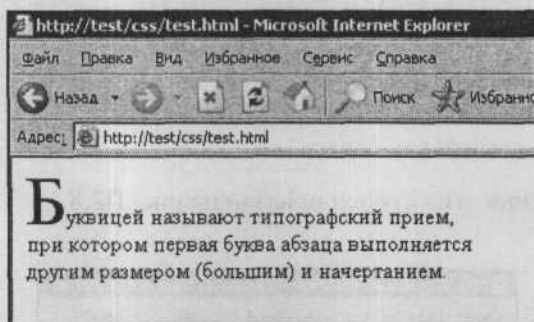 http://test/css/test.html - Microsoft Internet Explorer
Файл Правка Вид Избранное Сервис Справка
Назад Поиск Избранно
Адрес: http://test/css/test.html
Буквицей называют типографский прием,
при котором первая буква абзаца выполняется
другим размером (большим) и начертанием.